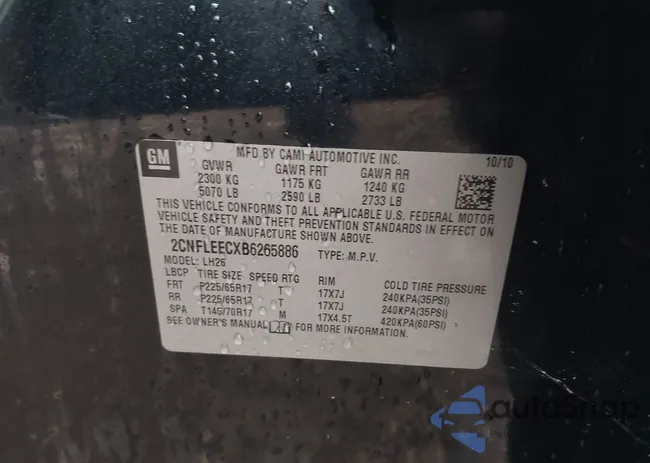 GM
MFD BY CAMI AUTOMOTIVE INC. 10/10
GVWR GAWR FRT GAWR RR
2300 KG 1175 KG 1240 KG
5070 LB 2590 LB 2733 LB
THIS VEHICLE CONFORMS TO ALL APPLICABLE U.S. FEDERAL MOTOR
VEHICLE SAFETY AND THEFT PREVENTION STANDARDS IN EFFECT ON
THE DATE OF MANUFACTURE SHOWN ABOVE.
2CNFLEECXB6265886 TYPE: M.P.V.
MODEL: LH26
LBCP TIRE SIZE SPEED RTG RIM COLD TIRE PRESSURE
FRT P225/65R17 T 17X7J 240KPA(35PSI)
RR P225/65R17 T 17X7J 240KPA(35PSI)
SPA T145/70R17 M 17X4.5T 420KPA(60PSI)
SEE OWNER'S MANUAL FOR MORE INFORMATION.
autoSnap